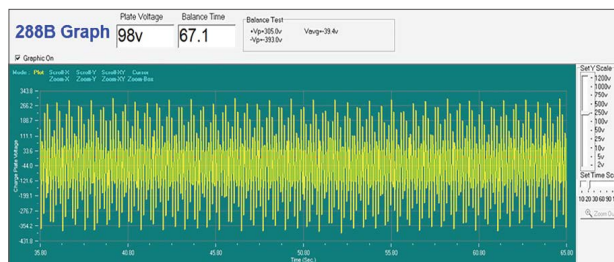 288B Graph
Plate Voltage
98v
Balance Time
67.1
Balance Test
+Vp+305.0v Vavg+-39.4v
-Vp+-393.0v
Graphic On
Mode : Plot Scroll-X Scroll-Y Scroll-XY Cursor
Zoom-X Zoom-Y Zoom-XY Zoom-Box
Charge Plate Voltage
343.8
266.2
188.7
111.1
33.6
44.0
-121.6
-199.1
-276.7
-354.2
431.8
35.00 40.00 45.00 50.00 55.00 60.00 65.00
Time (Sec.)
Set Y Scale
1200v
1000v
750v
500v
250v
100v
50v
25v
10v
5v
2v
Set Time Sc
10 20 30 60 90 1
Zoom Ou